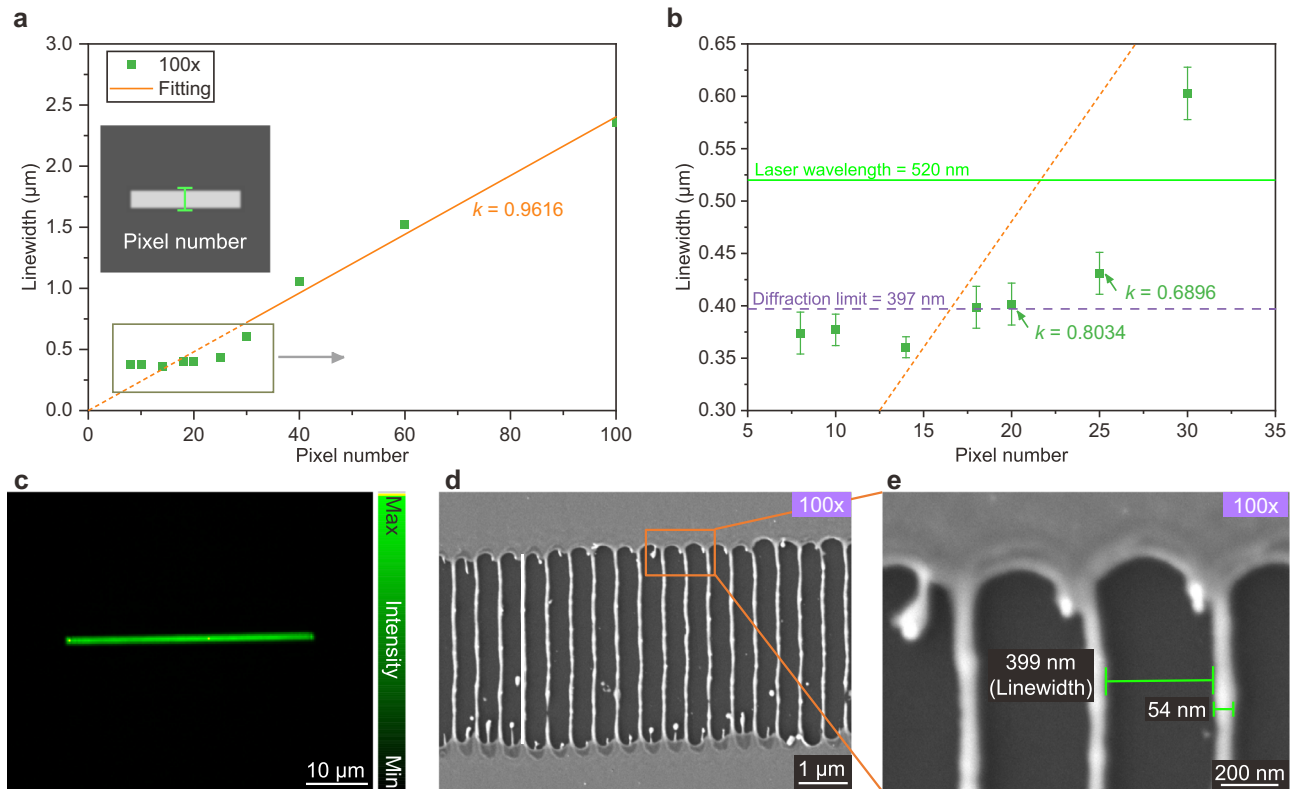 a
3.0
2.5
2.0
1.5
1.0
0.5
0.0
Linewidth (µm)
100x
Fitting
Pixel number
k = 0.9616
0
20
40
60
80
100
Pixel number
b
0.65
0.60
0.55
0.50
0.45
0.40
0.35
0.30
Linewidth (µm)
Laser wavelength = 520 nm
Diffraction limit = 397 nm
k = 0.6896
k = 0.8034
5
10
15
20
25
30
35
Pixel number
c
Max
Intensity
Min
10 µm
d
100x
1 µm
e
100x
399 nm
(Linewidth)
54 nm
200 nm